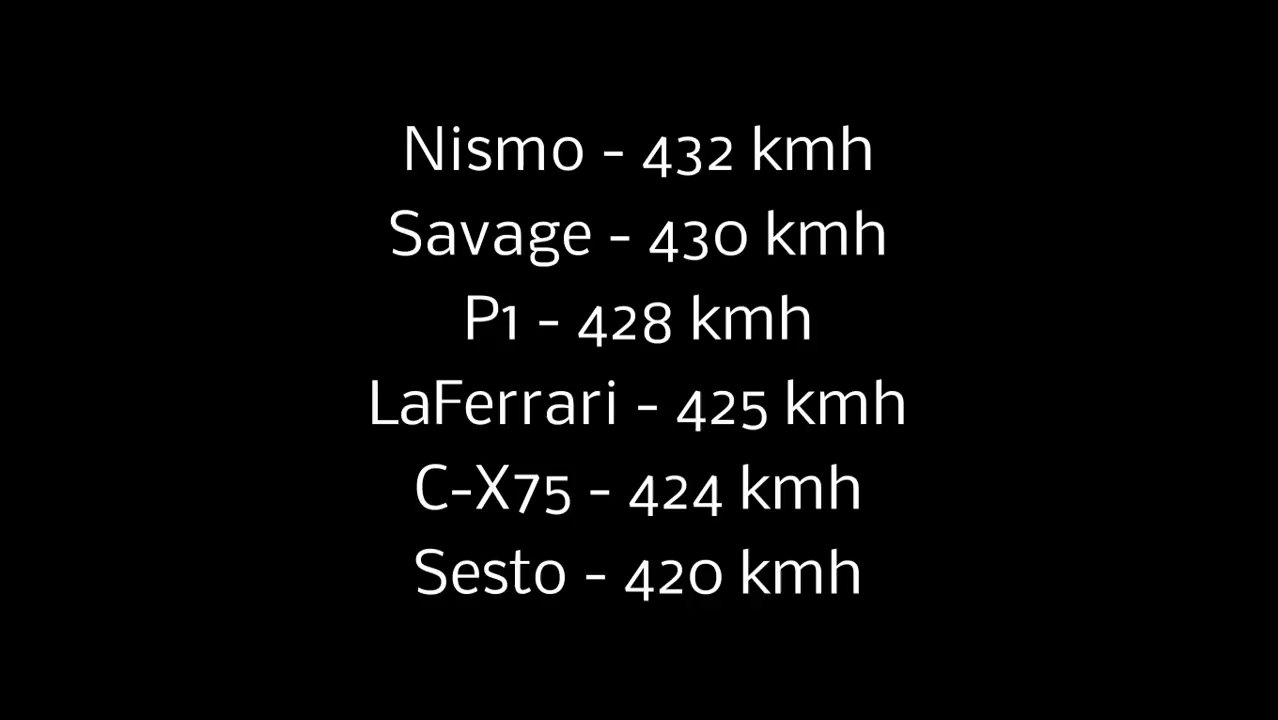 Nismo - 432 kmh
Savage - 430 kmh
P1 - 428 kmh
LaFerrari - 425 kmh
C-X75 - 424 kmh
Sesto - 420 kmh